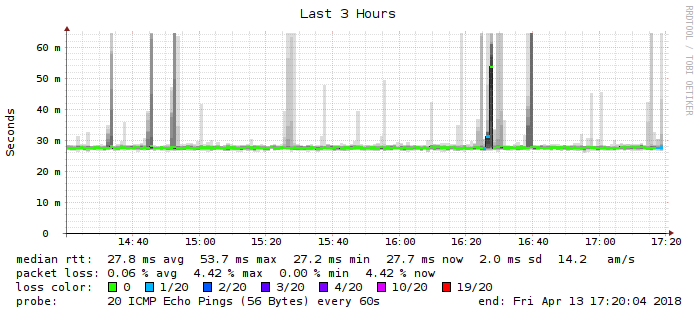 Last 3 Hours
RRDTOOL / TOBI OETIKER
Seconds
60 m
50 m
40 m
30 m
20 m
10 m
0
14:40 15:00 15:20 15:40 16:00 16:20 16:40 17:00 17:20
median rtt: 27.8 ms avg 53.7 ms max 27.2 ms min 27.7 ms now 2.0 ms sd 14.2 am/s
packet loss: 0.06 % avg 4.42 % max 0.00 % min 4.42 % now
loss color: 0 1/20 2/20 3/20 4/20 10/20 19/20
probe: 20 ICMP Echo Pings (56 Bytes) every 60s end: Fri Apr 13 17:20:04 2018